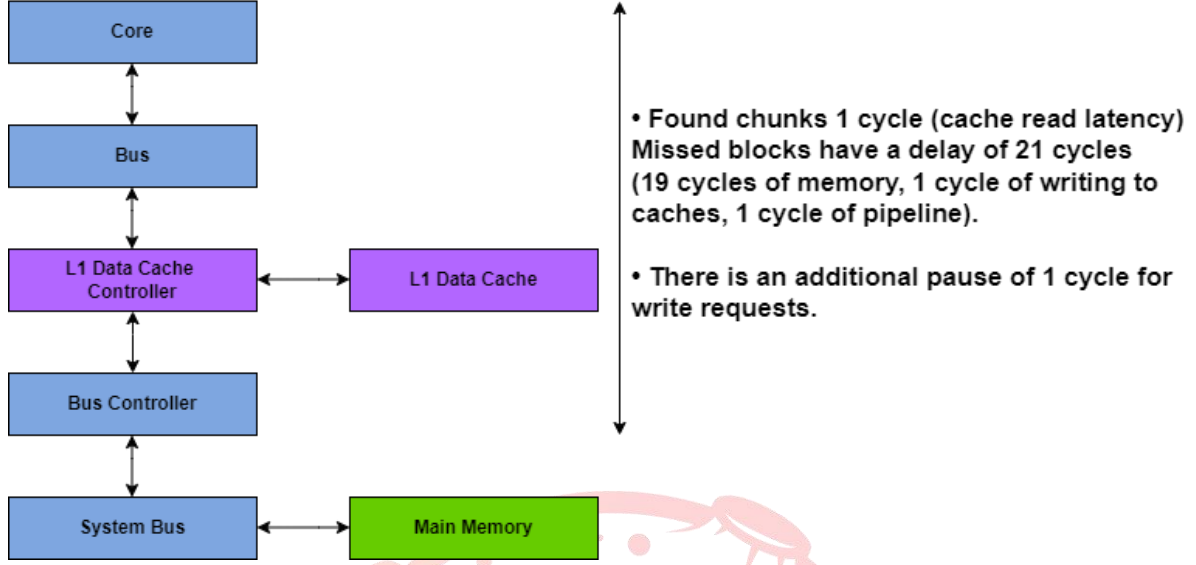 Core
Bus
L1 Data Cache
Controller
L1 Data Cache
Bus Controller
System Bus
Main Memory
• Found chunks 1 cycle (cache read latency)
Missed blocks have a delay of 21 cycles
(19 cycles of memory, 1 cycle of writing to
caches, 1 cycle of pipeline).
• There is an additional pause of 1 cycle for
write requests.